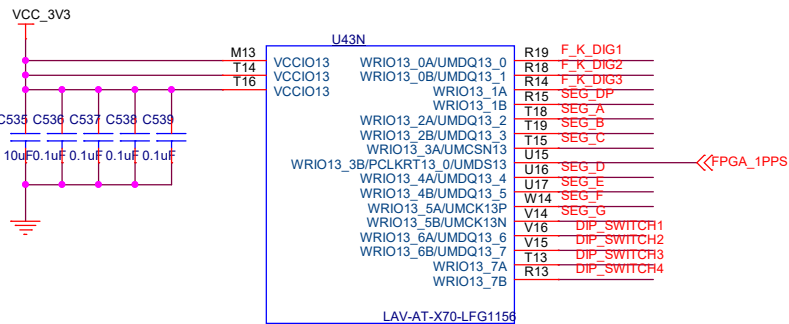 VCC_3V3
U43N
M13 VCCIO13 WRIO13_0A/UMDQ13_0 R19 F_K_DIG1
T14 VCCIO13 WRIO13_0B/UMDQ13_1 R18 F_K_DIG2
T16 VCCIO13 WRIO13_1A R14 F_K_DIG3
WRIO13_1B R15 SEG_DP
WRIO13_2A/UMDQ13_2 T18 SEG_A
C535 C536 C537 C538 C539 WRIO13_2B/UMDQ13_3 T19 SEG_B
WRIO13_3A/UMCSN13 T15 SEG_C
10uF 0.1uF 0.1uF 0.1uF 0.1uF WRIO13_3B/PCLKRT13_0/UMDS13 U15 FPGA_1PPS
WRIO13_4A/UMDQ13_4 U16 SEG_D
WRIO13_4B/UMDQ13_5 U17 SEG_E
WRIO13_5A/UMCK13P W14 SEG_F
WRIO13_5B/UMCK13N V14 SEG_G
WRIO13_6A/UMDQ13_6 V16 DIP_SWITCH1
WRIO13_6B/UMDQ13_7 V15 DIP_SWITCH2
WRIO13_7A T13 DIP_SWITCH3
WRIO13_7B R13 DIP_SWITCH4
LAV-AT-X70-LFG1156